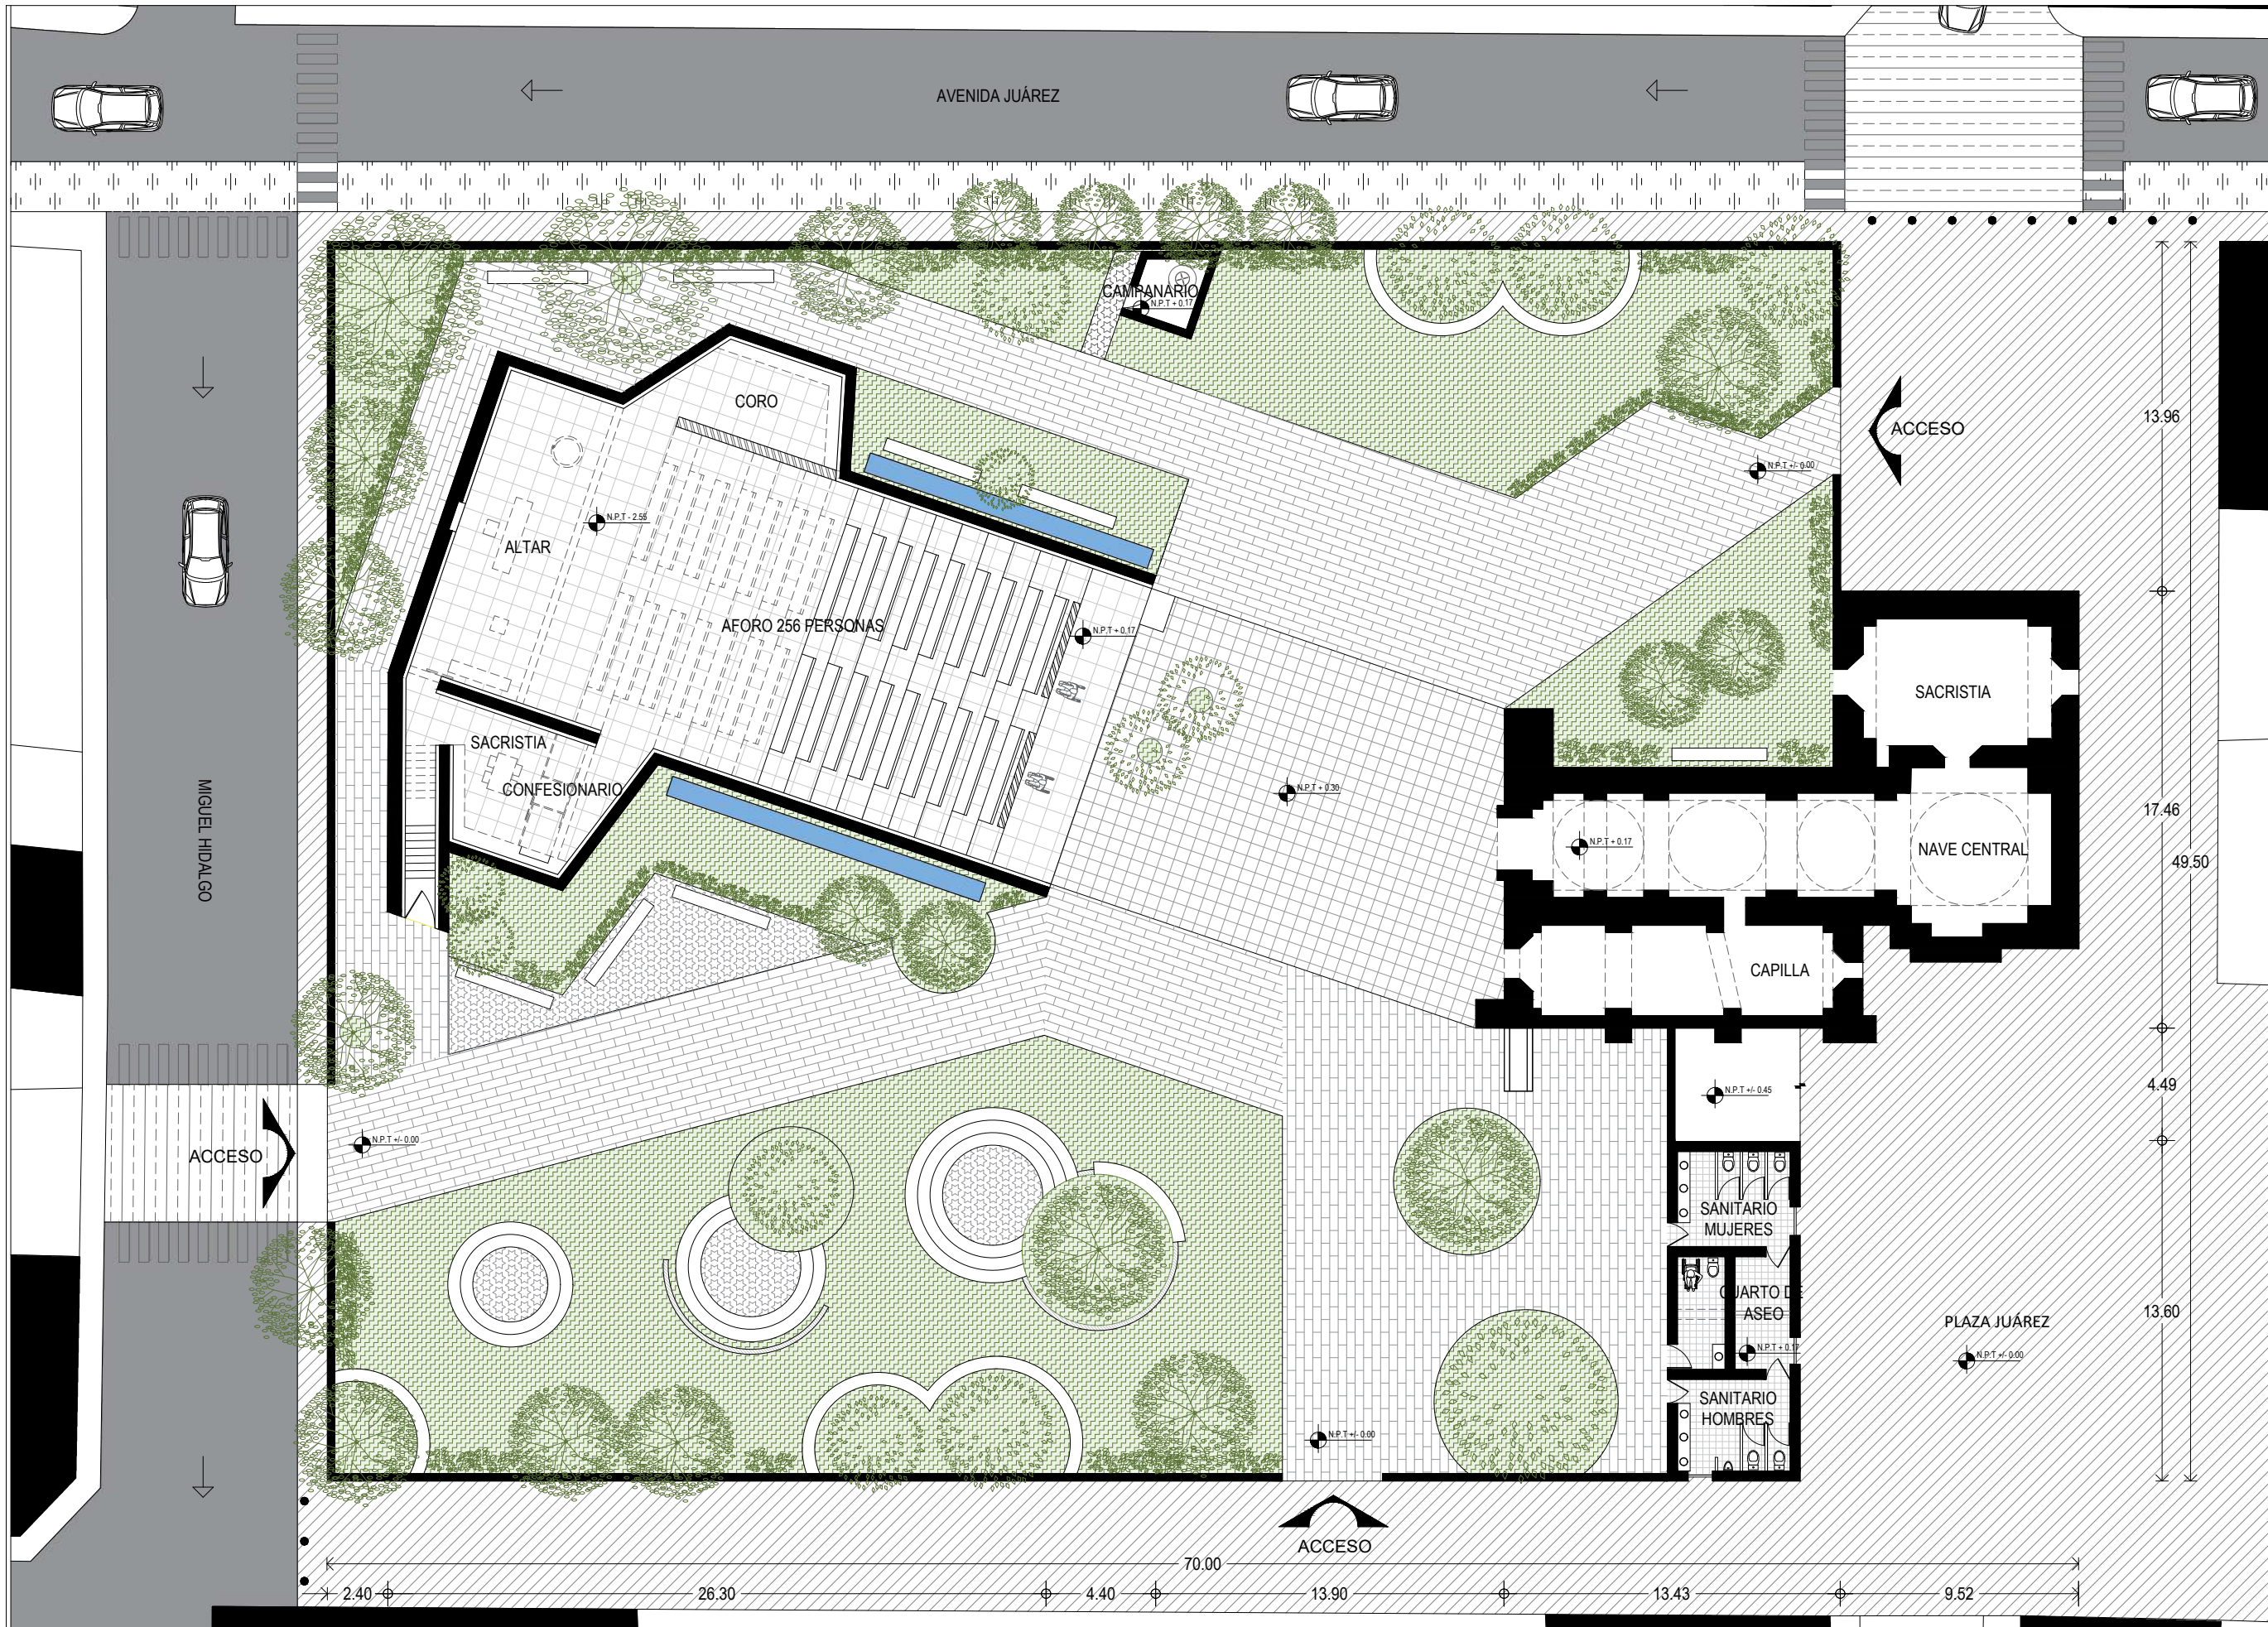 AVENIDA JUÁREZ
CAMPANARIO
N.P.T + 0.17
CORO
13.96
ACCESO
N.P.T +/- 0.00
N.P.T - 2.55
ALTAR
AFORO 256 PERSONAS
N.P.T + 0.17
SACRISTIA
SACRISTIA
CONFESIONARIO
N.P.T + 0.30
MIGUEL HIDALGO
17.46
N.P.T + 0.17
NAVE CENTRAL
49.50
CAPILLA
4.49
N.P.T +/- 0.45
N.P.T +/- 0.00
ACCESO
SANITARIO
MUJERES
CUARTO DE
ASEO
13.60
PLAZA JUÁREZ
N.P.T + 0.17
N.P.T +/- 0.00
SANITARIO
HOMBRES
N.P.T +/- 0.00
ACCESO
70.00
2.40
26.30
4.40
13.90
13.43
9.52